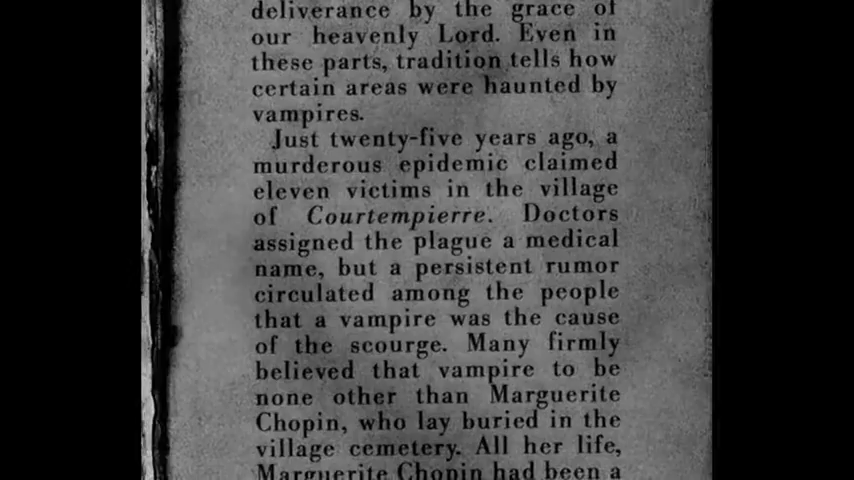 deliverance by the grace of
our heavenly Lord. Even in
these parts, tradition tells how
certain areas were haunted by
vampires.
Just twenty-five years ago, a
murderous epidemic claimed
eleven victims in the village
of Courtempierre. Doctors
assigned the plague a medical
name, but a persistent rumor
circulated among the people
that a vampire was the cause
of the scourge. Many firmly
believed that vampire to be
none other than Marguerite
Chopin, who lay buried in the
village cemetery. All her life,
Marguerite Chopin had been a